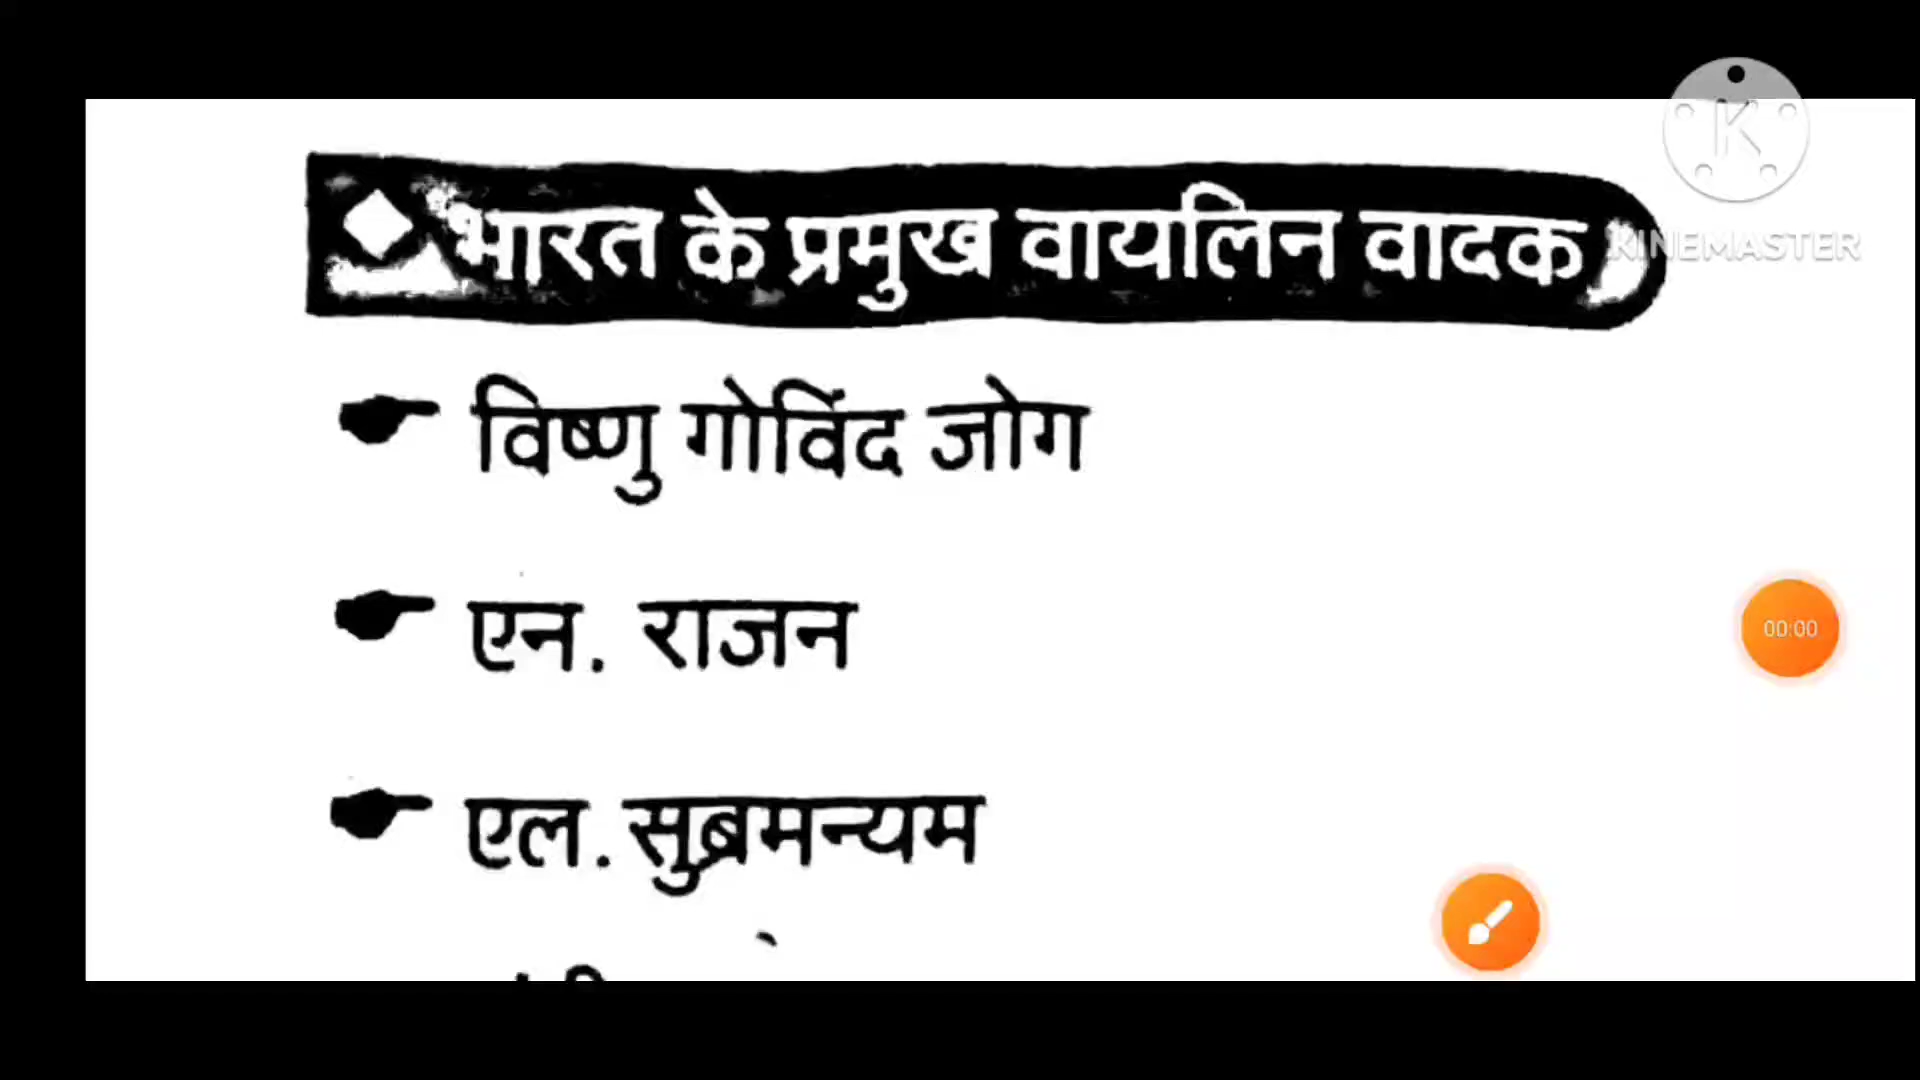 भारत के प्रमुख वायलिन वादक
KINEMASTER
विष्णु गोविंद जोग
एन. राजन
00:00
एल. सुब्रमन्यम